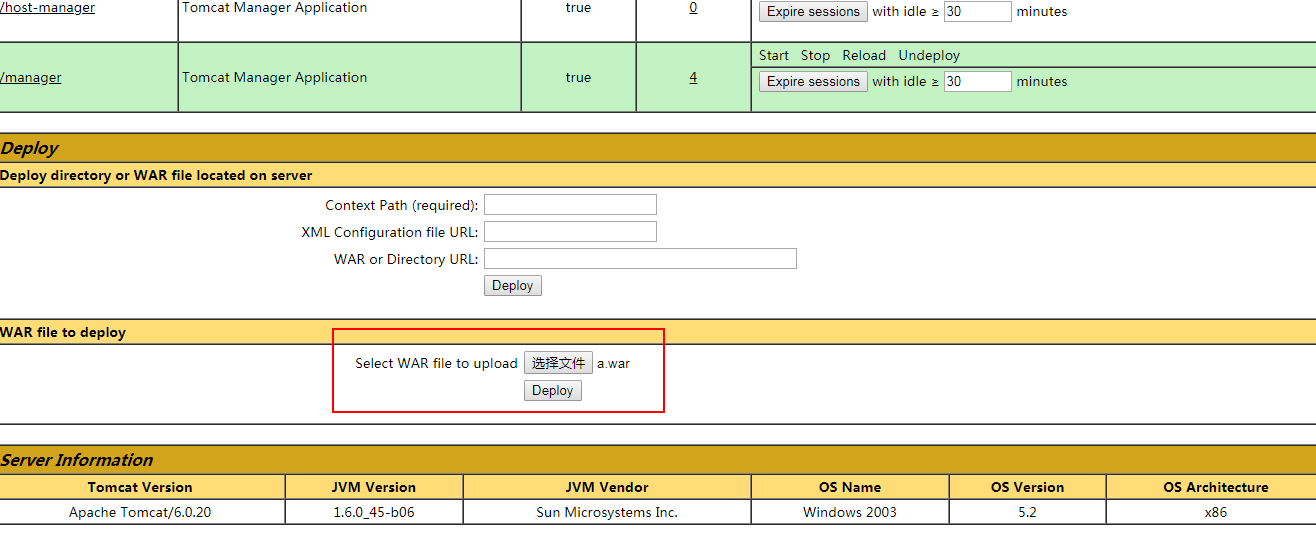 /host-manager Tomcat Manager Application true 0 Expire sessions with idle ≥ 30 minutes
Start Stop Reload Undeploy
/manager Tomcat Manager Application true 4 Expire sessions with idle ≥ 30 minutes
Deploy
Deploy directory or WAR file located on server
Context Path (required):
XML Configuration file URL:
WAR or Directory URL:
Deploy
WAR file to deploy
Select WAR file to upload 选择文件 a.war
Deploy
Server Information
Tomcat Version JVM Version JVM Vendor OS Name OS Version OS Architecture
Apache Tomcat/6.0.20 1.6.0_45-b06 Sun Microsystems Inc. Windows 2003 5.2 x86